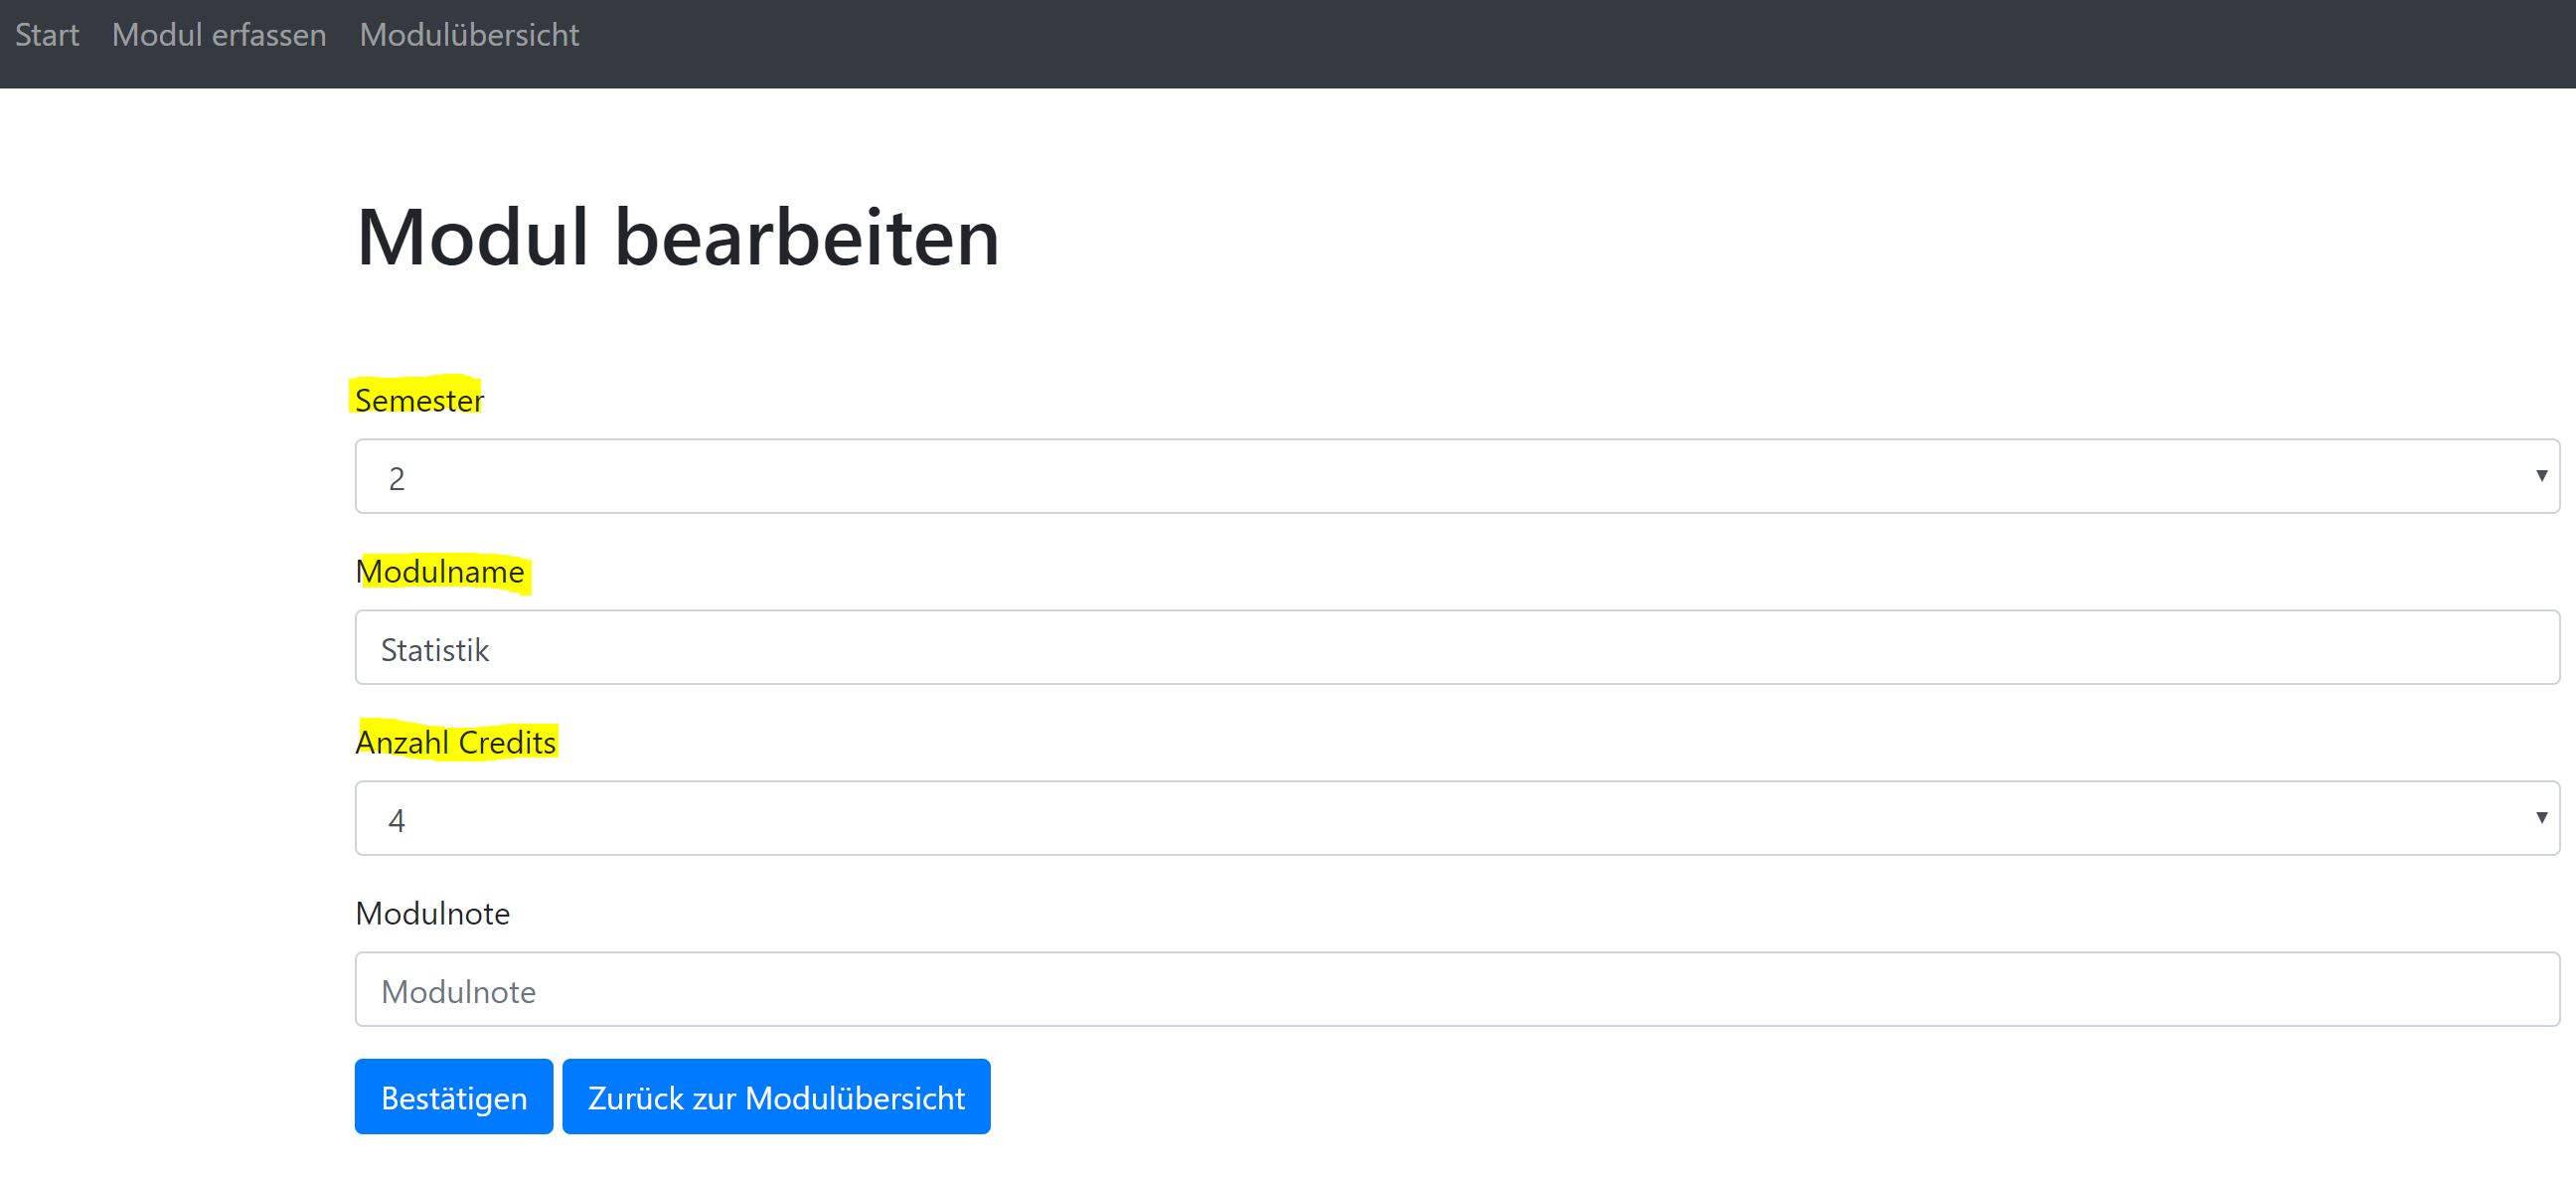 Start Modul erfassen Modulübersicht
Modul bearbeiten
Semester
2
Modulname
Statistik
Anzahl Credits
4
Modulnote
Modulnote
Bestätigen Zurück zur Modulübersicht